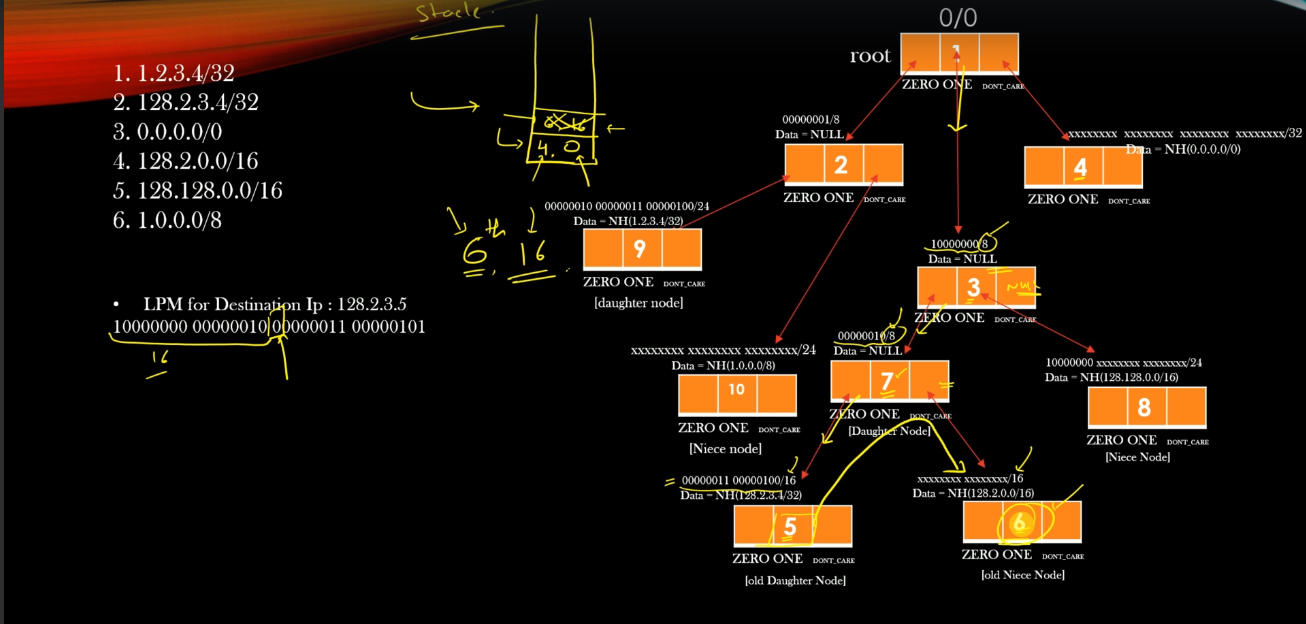 Stack.
0/0
root
1
ZERO ONE DONT_CARE
1. 1.2.3.4/32
2. 128.2.3.4/32
3. 0.0.0.0/0
4. 128.2.0.0/16
5. 128.128.0.0/16
6. 1.0.0.0/8
4.0
6th, 16
• LPM for Destination Ip : 128.2.3.5
10000000 00000010 00000011 00000101
16
00000001/8
Data = NULL
2
ZERO ONE DONT_CARE
xxxxxxxx xxxxxxxx xxxxxxxx xxxxxxxx/32
Data = NH(0.0.0.0/0)
4
ZERO ONE DONT_CARE
00000010 00000011 00000100/24
Data = NH(1.2.3.4/32)
9
ZERO ONE DONT_CARE
[daughter node]
10000000/8
Data = NULL
3
ZERO ONE DONT_CARE
00000010/8
Data = NULL
7
ZERO ONE DONT_CARE
[Daughter Node]
xxxxxxxx xxxxxxxx xxxxxxxx/24
Data = NH(1.0.0.0/8)
10
ZERO ONE DONT_CARE
[Niece node]
10000000 xxxxxxxx xxxxxxxx/24
Data = NH(128.128.0.0/16)
8
ZERO ONE DONT_CARE
[Niece Node]
00000011 00000100/16
Data = NH(128.2.3.4/32)
5
ZERO ONE DONT_CARE
[old Daughter Node]
xxxxxxxx xxxxxxxx/16
Data = NH(128.2.0.0/16)
6
ZERO ONE DONT_CARE
[old Niece Node]